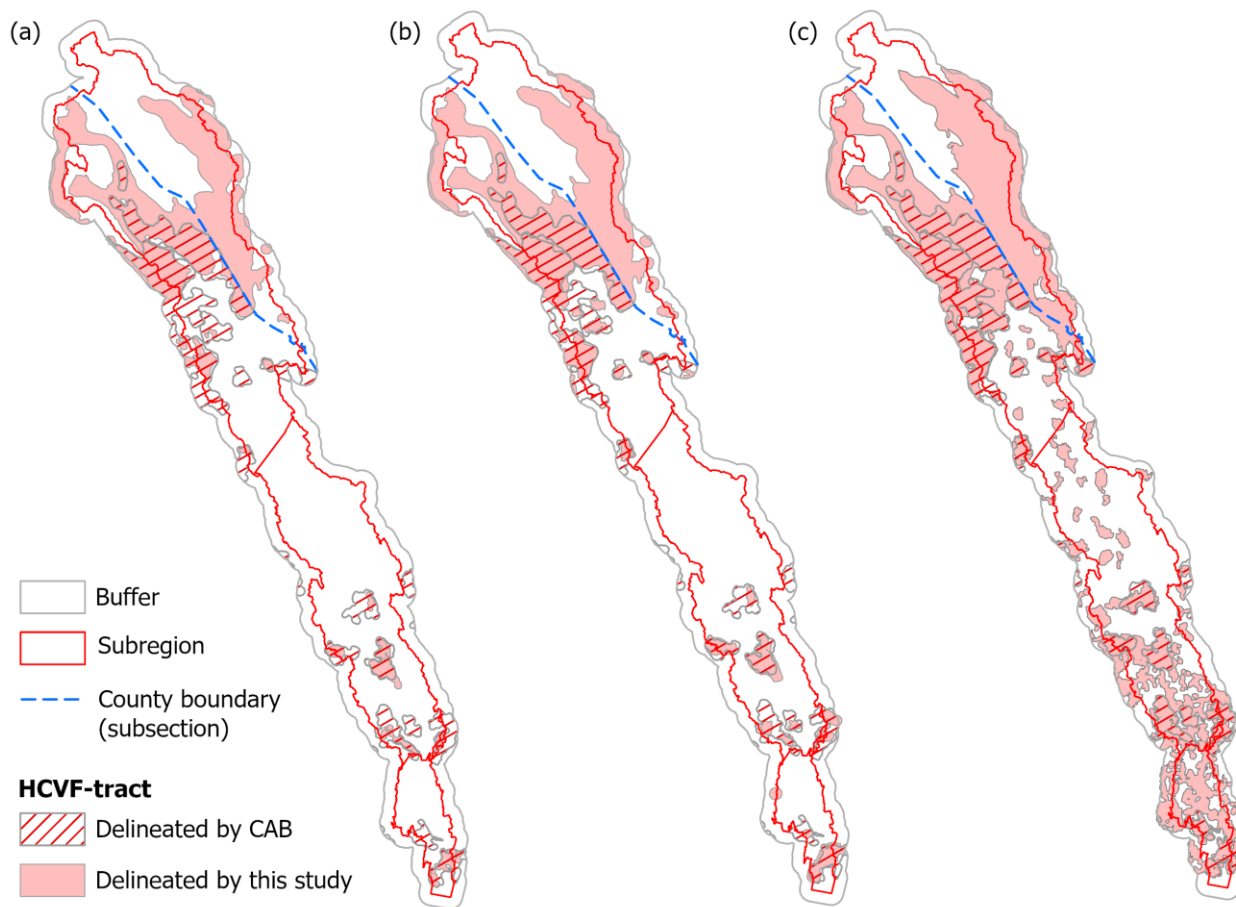 (a)
(b)
(c)
Buffer
Subregion
County boundary
(subsection)
HCVF-tract
Delineated by CAB
Delineated by this study